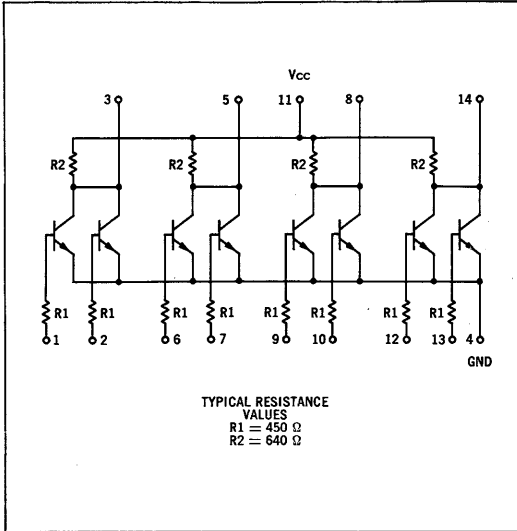 Vcc
3 5 11 8 14
R2 R2 R2 R2
R1 R1 R1 R1 R1 R1 R1 R1
1 2 6 7 9 10 12 13 4
GND
TYPICAL RESISTANCE
VALUES
R1 = 450 Ω
R2 = 640 Ω